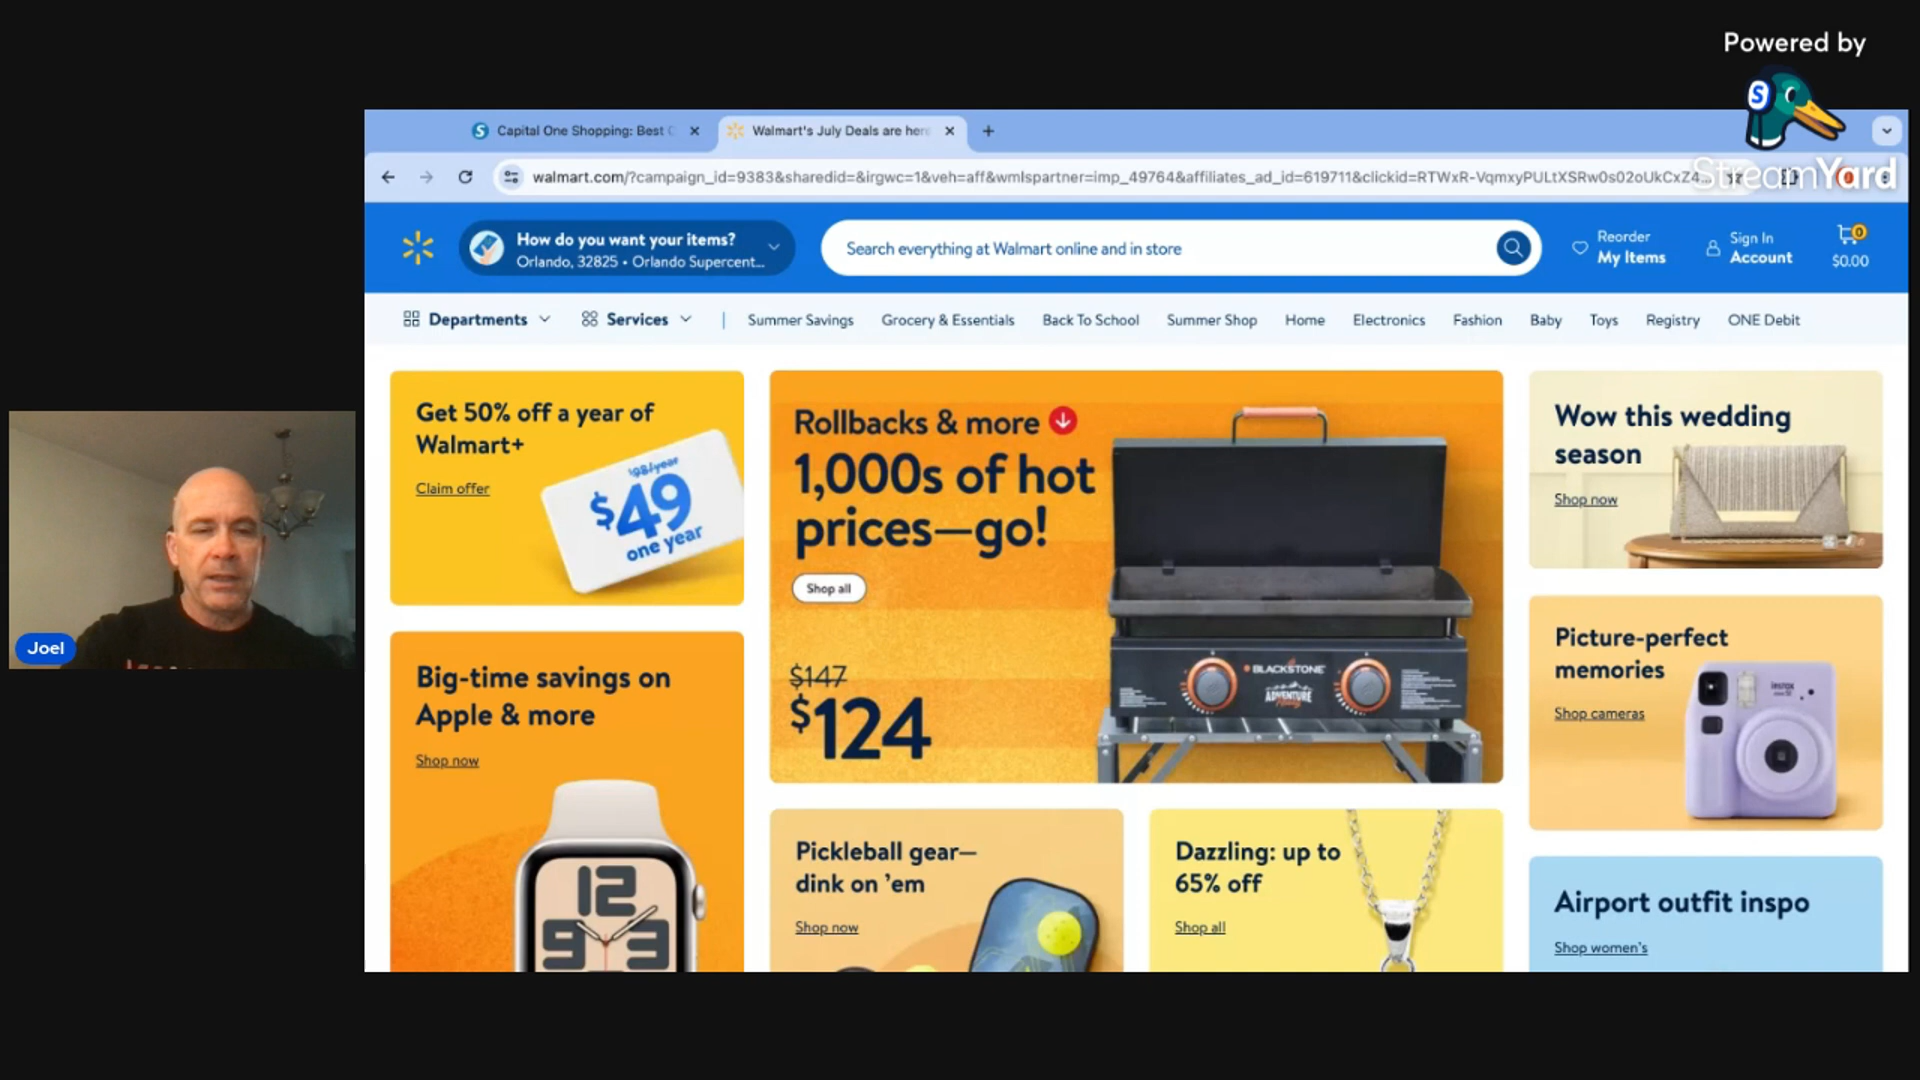 Powered by
StreamYard
Capital One Shopping: Best
Walmart's July Deals are here
walmart.com/?campaign_id=9383&sharedid=&irgwc=1&veh=aff&wmlspartner=imp_49764&affiliates_ad_id=619711&clickid=RTWxR-VqmxyPULtXSRw0s02oUkCxZ4...
How do you want your items?
Orlando, 32825 • Orlando Supercent...
Search everything at Walmart online and in store
Reorder
My Items
Sign In
Account
0
$0.00
Departments
Services
Summer Savings
Grocery & Essentials
Back To School
Summer Shop
Home
Electronics
Fashion
Baby
Toys
Registry
ONE Debit
Get 50% off a year of
Walmart+
Claim offer
$98/year
$49
one year
Rollbacks & more
1,000s of hot
prices—go!
Shop all
$147
$124
BLACKSTONE
ADVENTURE
Wow this wedding
season
Shop now
Big-time savings on
Apple & more
Shop now
12
9 3
Picture-perfect
memories
Shop cameras
instax
Pickleball gear—
dink on ’em
Shop now
Dazzling: up to
65% off
Shop all
Airport outfit inspo
Shop women's
Joel